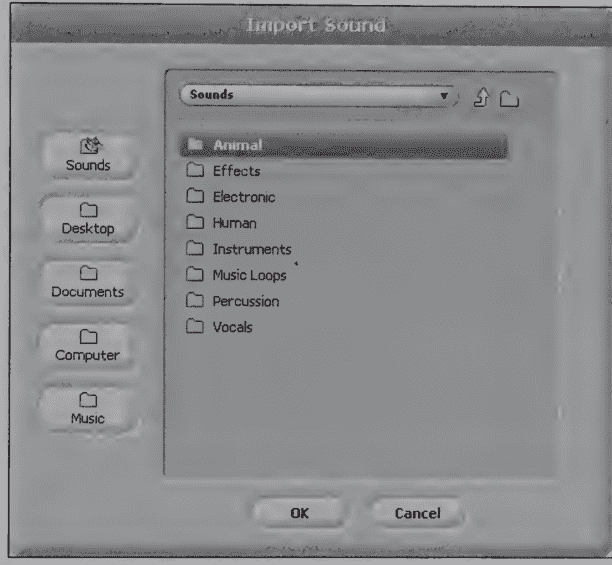 Import Sound
Sounds
Sounds
Desktop
Documents
Computer
Music
Animal
Effects
Electronic
Human
Instruments
Music Loops
Percussion
Vocals
OK
Cancel